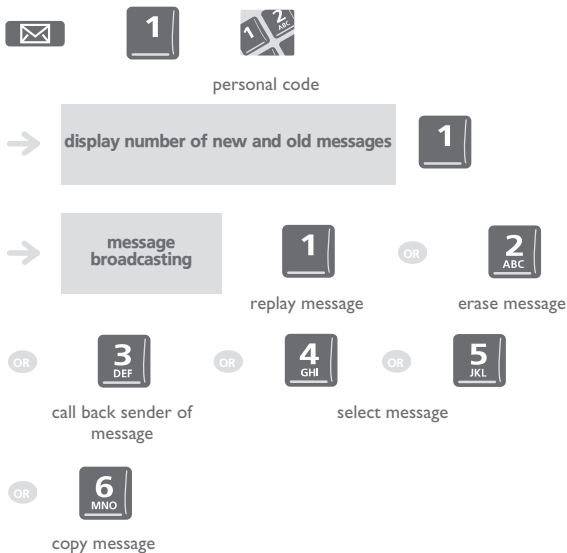 1
1 2 ABC
personal code
display number of new and old messages
1
message
broadcasting
1
OR
2
ABC
replay message
erase message
OR
3
DEF
OR
4
GHI
OR
5
JKL
call back sender of
message
select message
OR
6
MNO
copy message